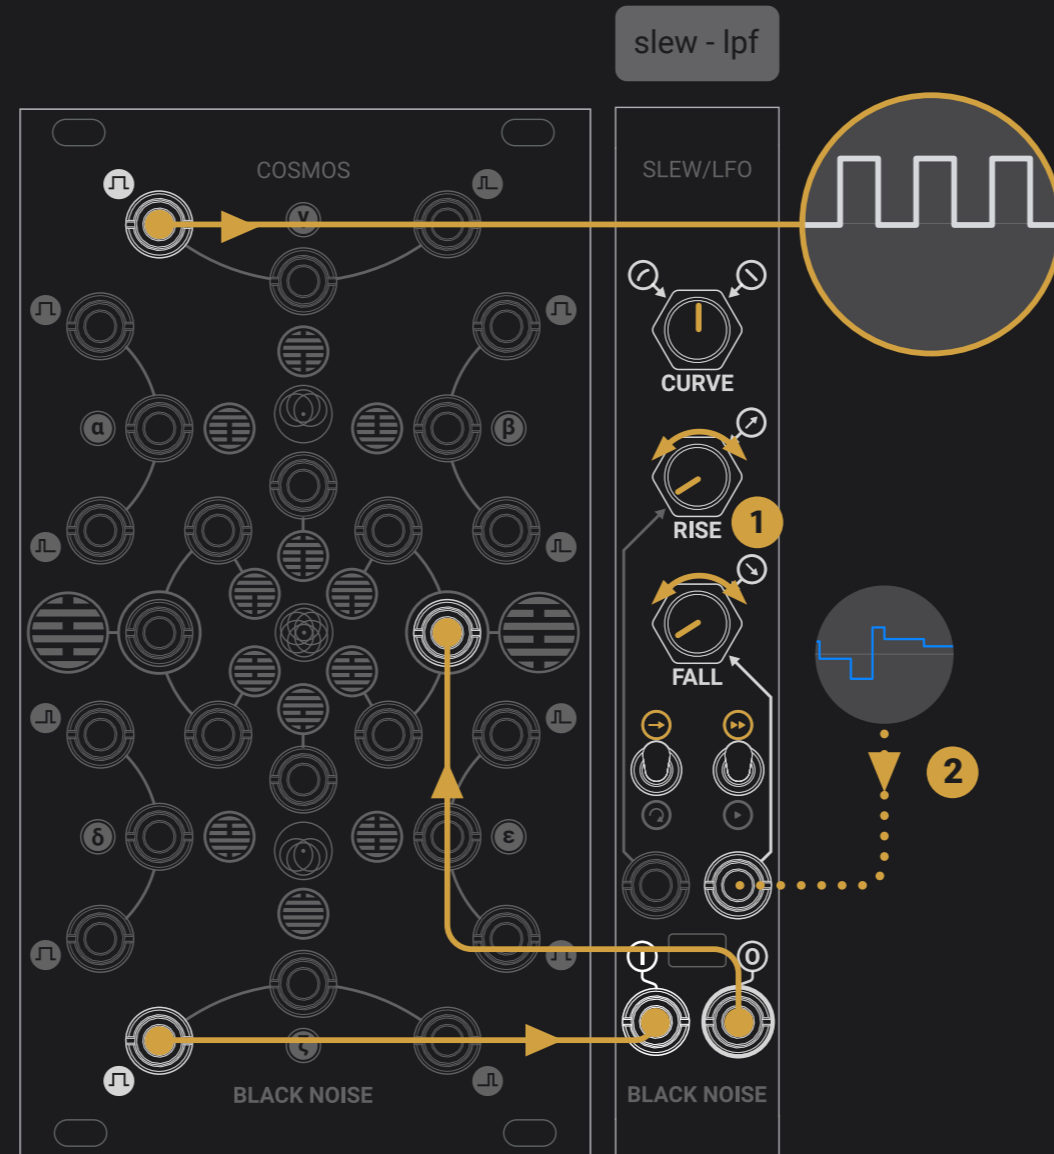 slew - lpf
COSMOS
SLEW/LFO
γ
CURVE
α
β
RISE
1
FALL
2
δ
ε
I
O
ζ
BLACK NOISE
BLACK NOISE